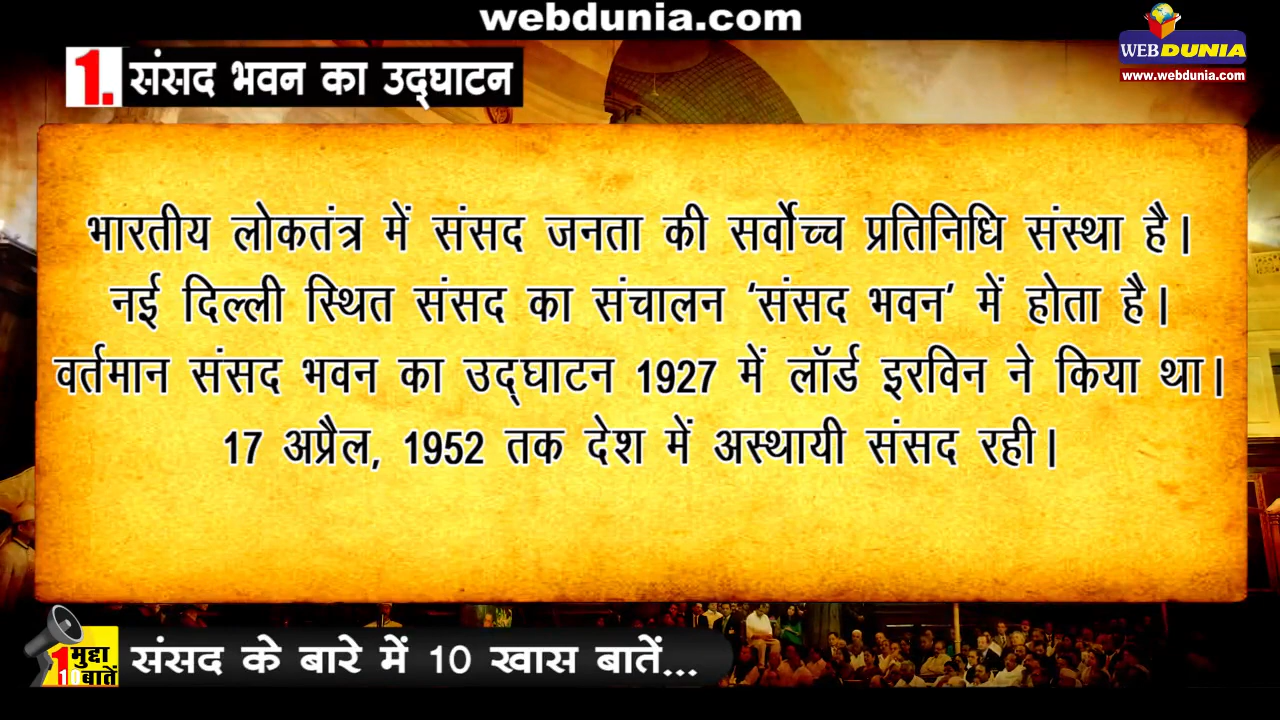 webdunia.com
WEBDUNIA
www.webdunia.com
1. संसद भवन का उद्घाटन
भारतीय लोकतंत्र में संसद जनता की सर्वोच्च प्रतिनिधि संस्था है।
नई दिल्ली स्थित संसद का संचालन ‘संसद भवन’ में होता है।
वर्तमान संसद भवन का उद्घाटन 1927 में लॉर्ड इरविन ने किया था।
17 अप्रैल, 1952 तक देश में अस्थायी संसद रही।
1 मुद्दा
10 बातें
संसद के बारे में 10 खास बातें...